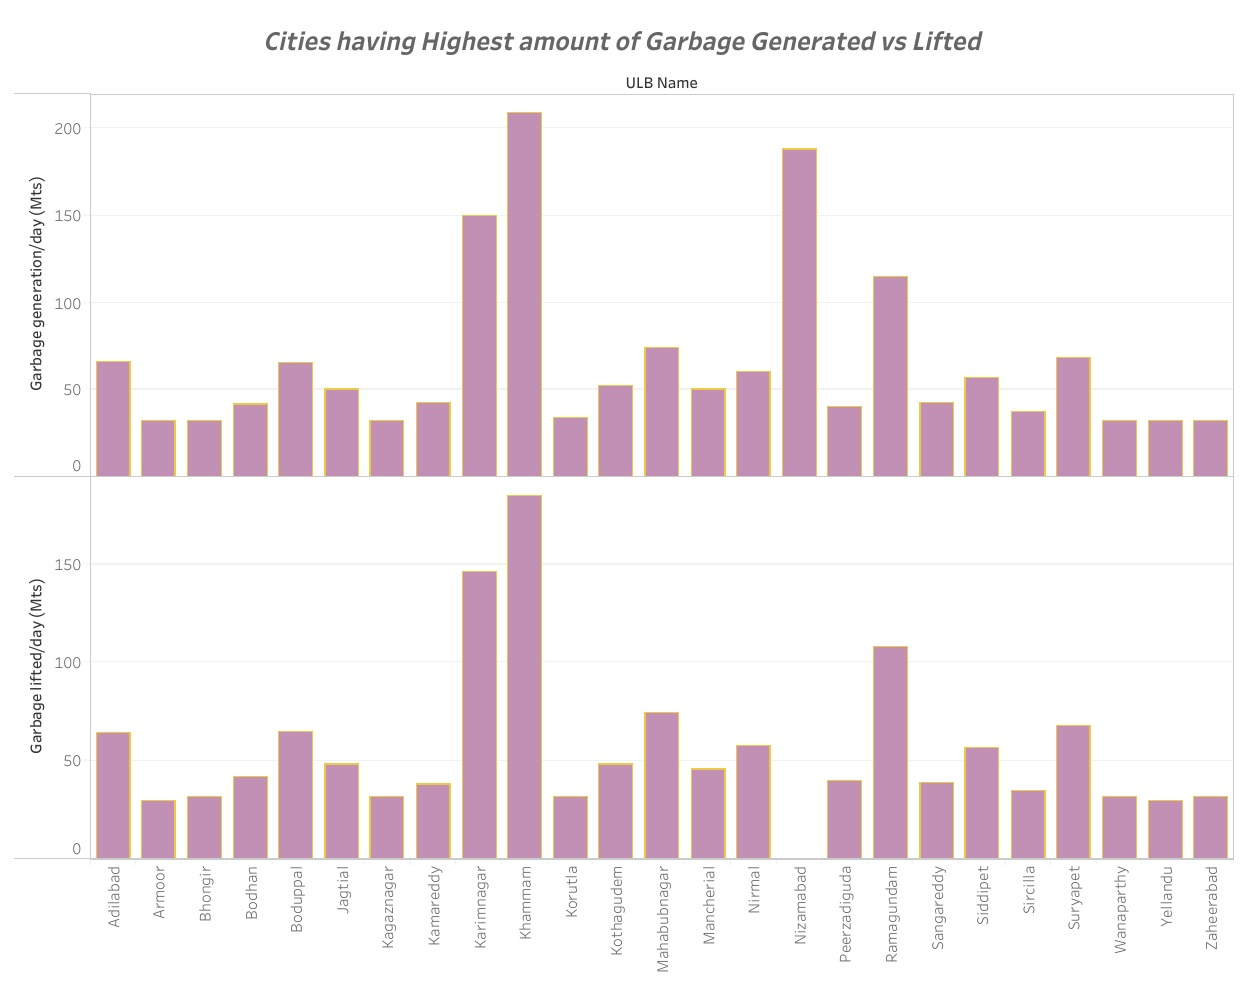 Cities having Highest amount of Garbage Generated vs Lifted
ULB Name
Garbage generation/day (Mts)
200
150
100
50
0
Garbage lifted/day (Mts)
150
100
50
0
Adilabad
Armoor
Bhongir
Bodhan
Boduppal
Jagtial
Kagaznagar
Kamareddy
Karimnagar
Khammam
Korutla
Kothagudem
Mahabubnagar
Mancherial
Nirmal
Nizamabad
Peerzadiguda
Ramagundam
Sangareddy
Siddipet
Sircilla
Suryapet
Wanaparthy
Yellandu
Zaheerabad